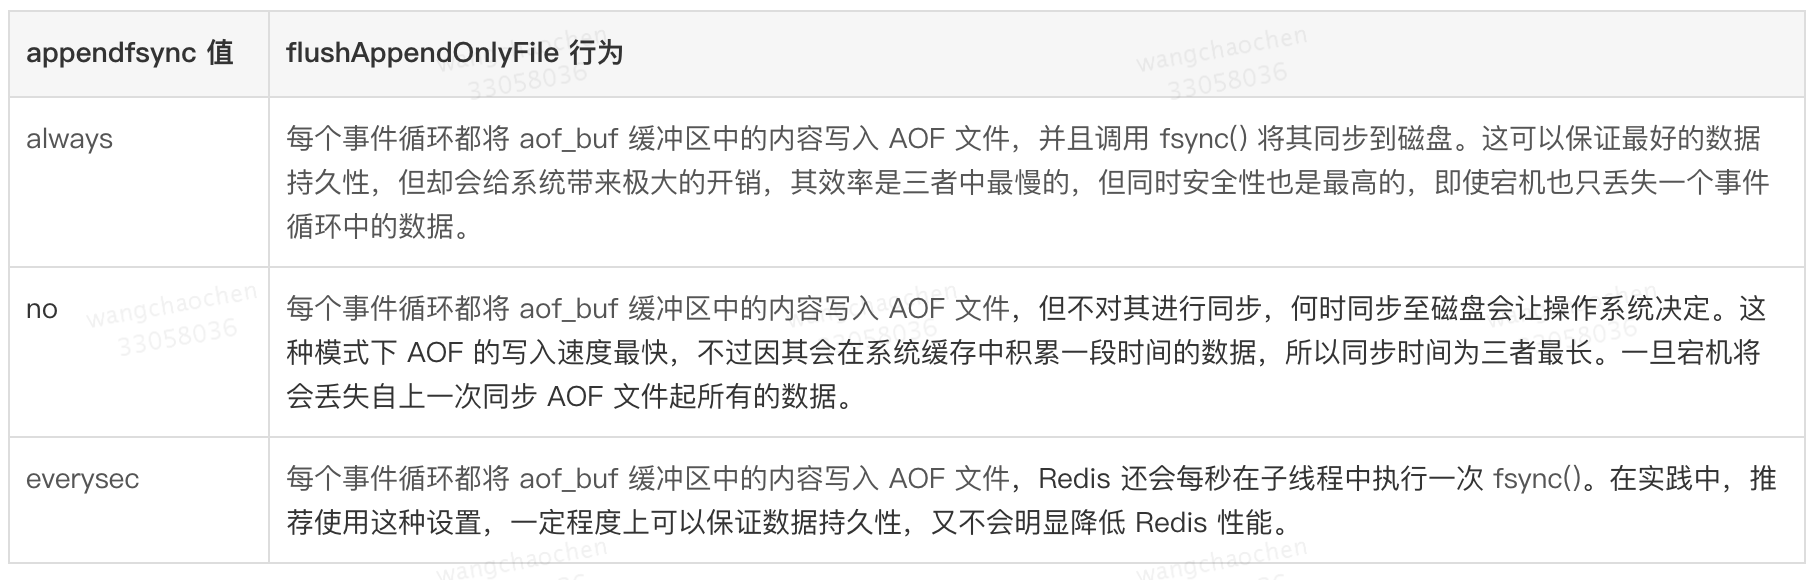 wangchaochen
33058036
wangchaochen
33058036
appendfsync 值
flushAppendOnlyFile 行为
always
每个事件循环都将 aof_buf 缓冲区中的内容写入 AOF 文件，并且调用 fsync() 将其同步到磁盘。这可以保证最好的数据
持久性，但却会给系统带来极大的开销，其效率是三者中最慢的，但同时安全性也是最高的，即使宕机也只丢失一个事件
循环中的数据。
wangchaochen
33058036
wangchaochen
33058036
wangchaochen
33058036
no
每个事件循环都将 aof_buf 缓冲区中的内容写入 AOF 文件，但不对其进行同步，何时同步至磁盘会让操作系统决定。这
种模式下 AOF 的写入速度最快，不过因其会在系统缓存中积累一段时间的数据，所以同步时间为三者最长。一旦宕机将
会丢失自上一次同步 AOF 文件起所有的数据。
everysec
每个事件循环都将 aof_buf 缓冲区中的内容写入 AOF 文件，Redis 还会每秒在子线程中执行一次 fsync()。在实践中，推
荐使用这种设置，一定程度上可以保证数据持久性，又不会明显降低 Redis 性能。
wangchaochen
wangchaochen